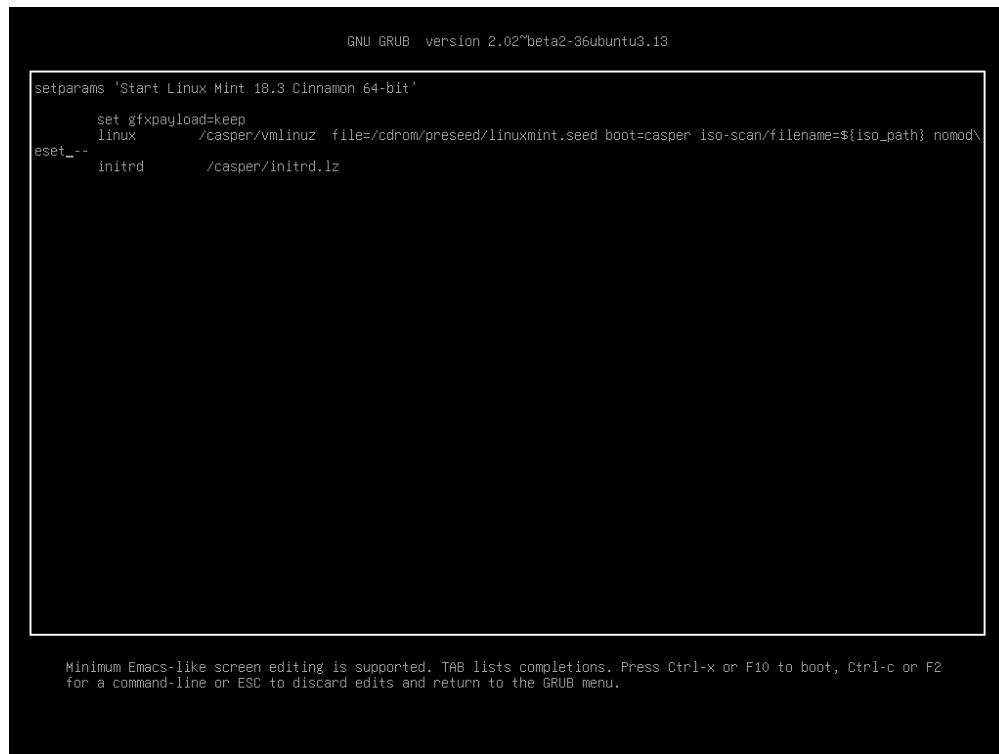 GNU GRUB  version 2.02~beta2-36ubuntu3.13
setparams 'Start Linux Mint 18.3 Cinnamon 64-bit'
set gfxpayload=keep
linux        /casper/vmlinuz  file=/cdrom/preseed/linuxmint.seed boot=casper iso-scan/filename=${iso_path} nomod\
eset_--
initrd        /casper/initrd.lz
Minimum Emacs-like screen editing is supported. TAB lists completions. Press Ctrl-x or F10 to boot, Ctrl-c or F2
for a command-line or ESC to discard edits and return to the GRUB menu.